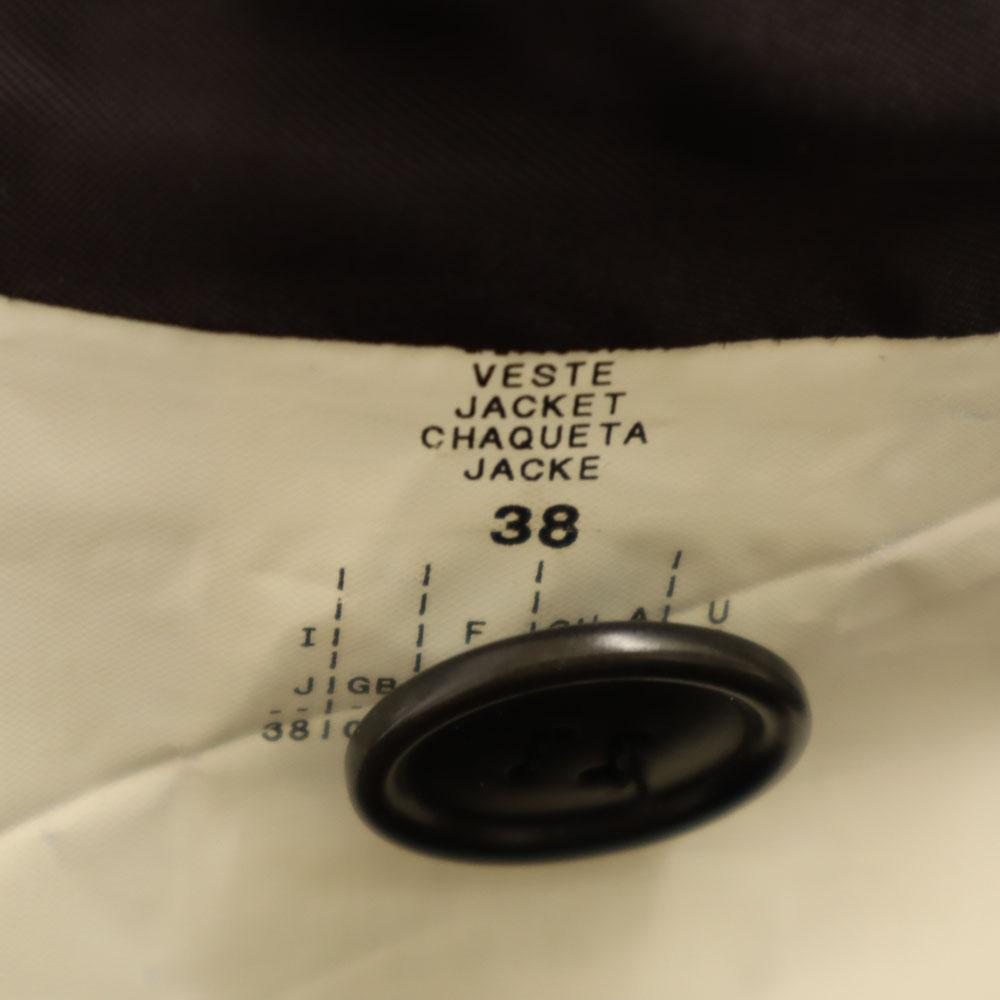 VESTE
JACKET
CHAQUETA
JACKE
38
I F U
J GB
38